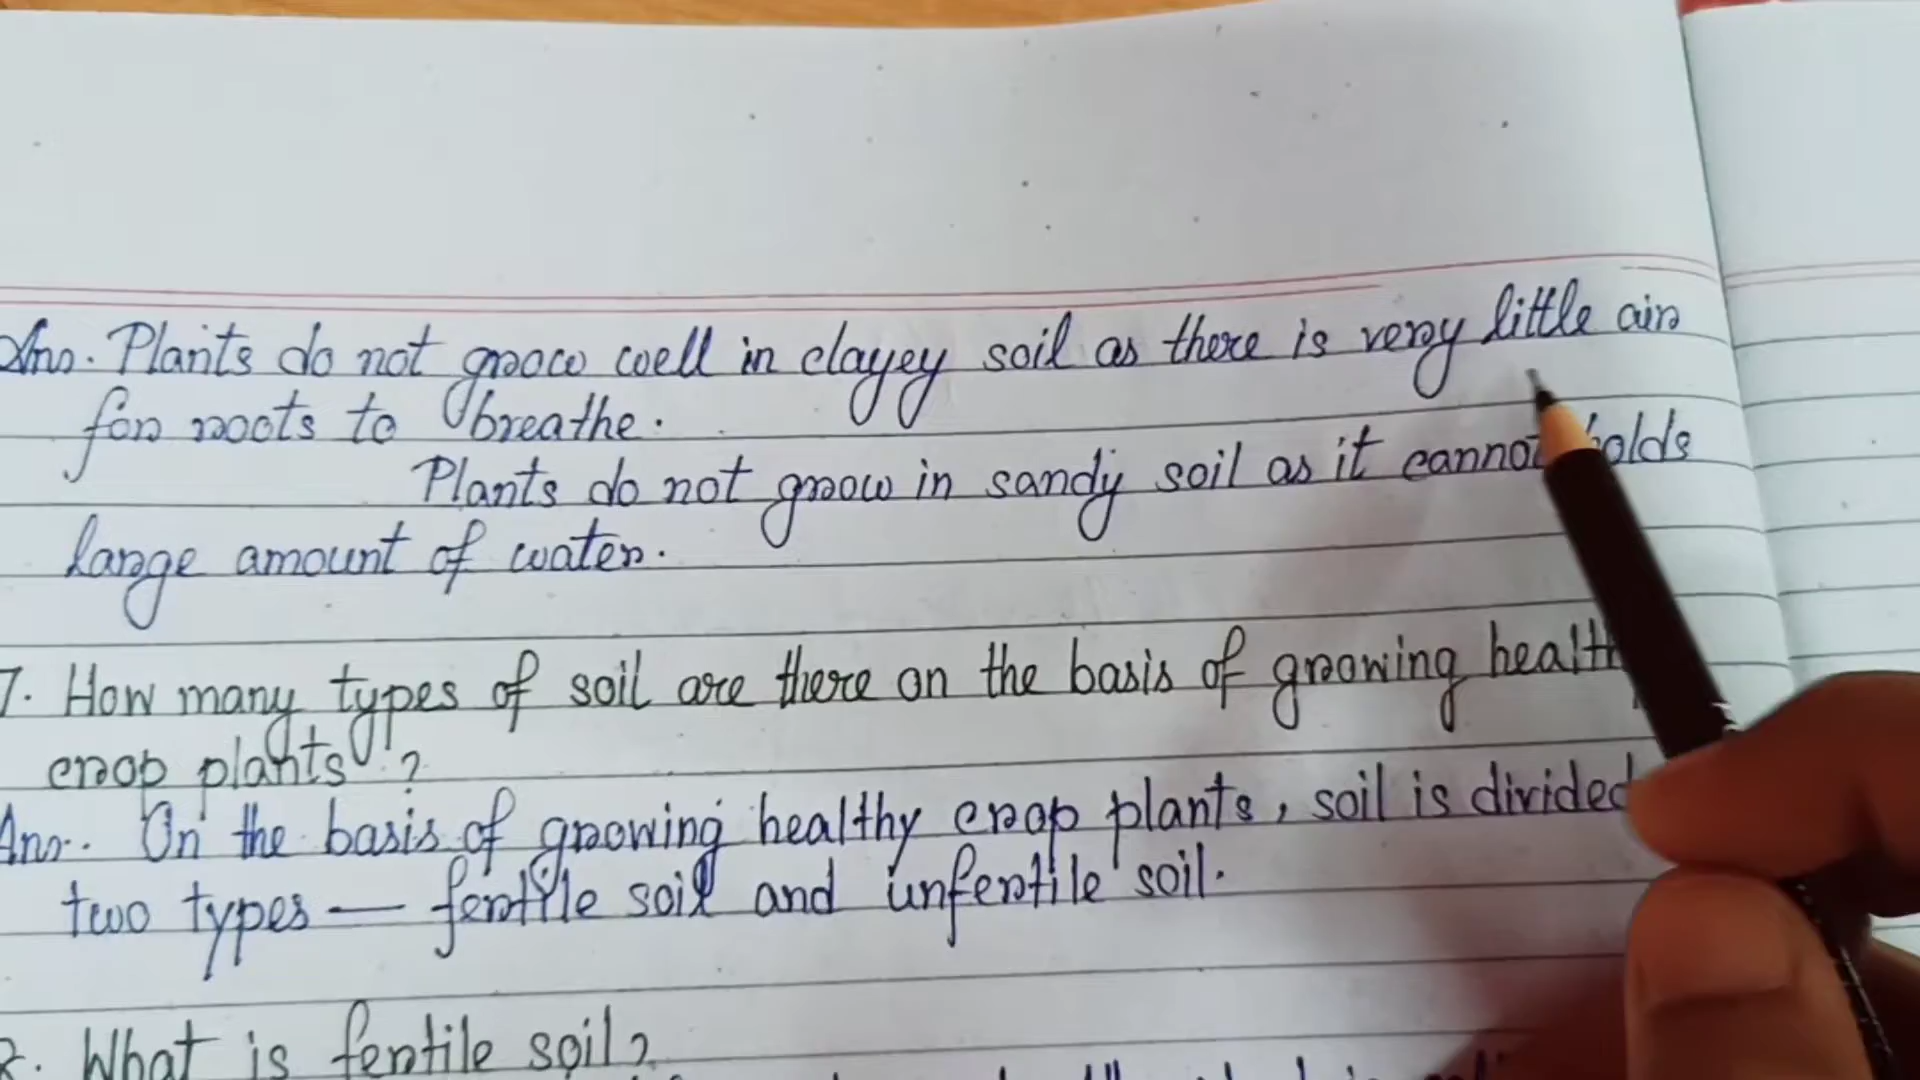 Ans. Plants do not grow well in clayey soil as there is very little air
for roots to breathe.
Plants do not grow in sandy soil as it cannot holds
large amount of water.
7. How many types of soil are there on the basis of growing
crop plants?
Ans. On the basis of growing healthy crop plants, soil is divided
two types — fertile soil and unfertile soil.
8. What is fertile soil?